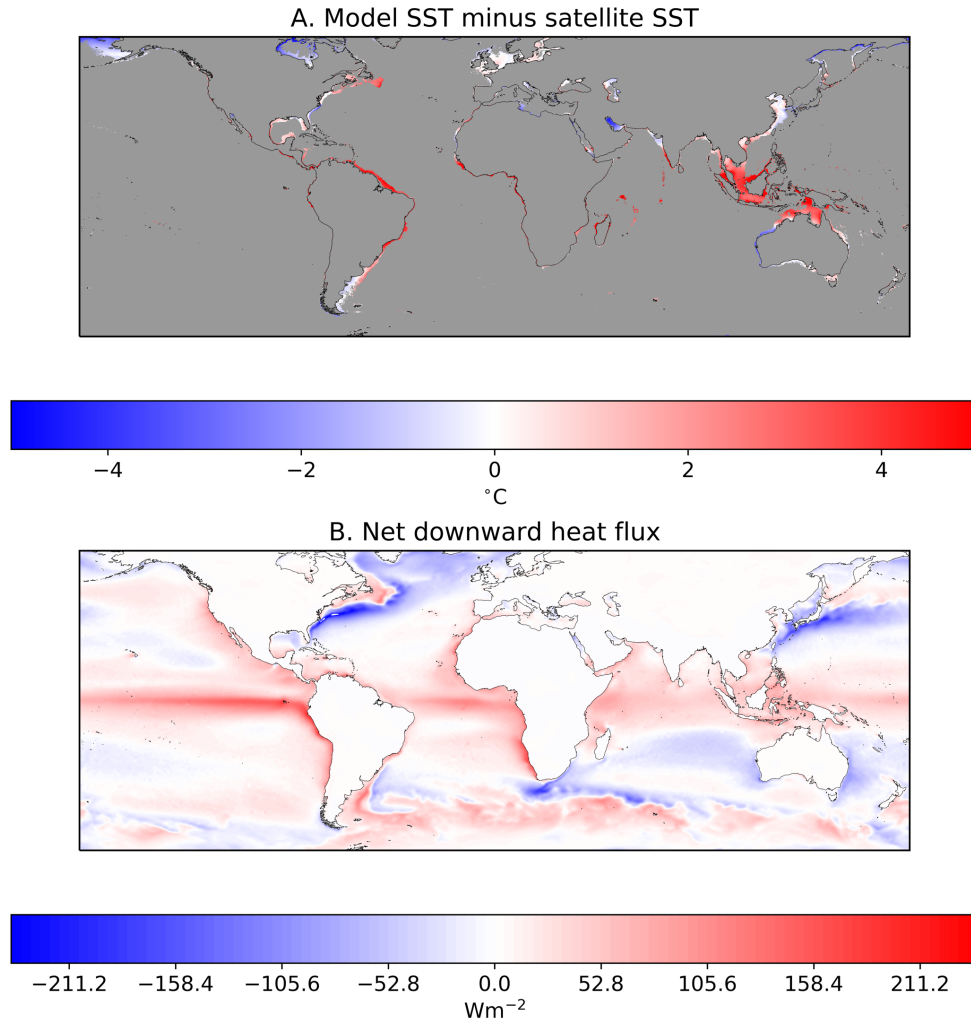 A. Model SST minus satellite SST
−4 −2 0 2 4
°C
B. Net downward heat flux
−211.2 −158.4 −105.6 −52.8 0.0 52.8 105.6 158.4 211.2
Wm⁻²